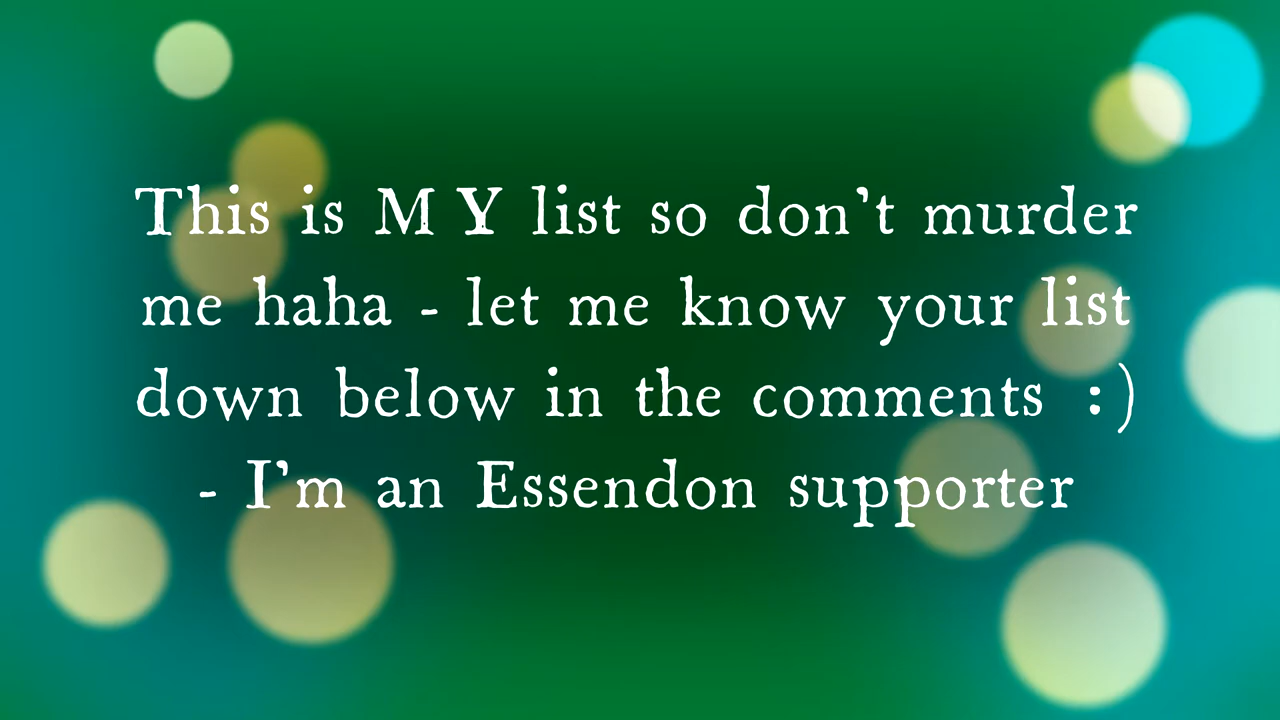 This is MY list so don't murder
me haha - let me know your list
down below in the comments :)
- I'm an Essendon supporter